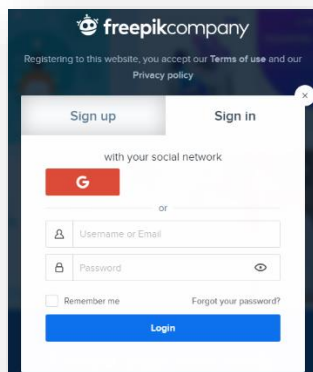 freepikcompany
Registering to this website, you accept our Terms of use and our
Privacy policy
Sign up Sign in
with your social network
G
or
Username or Email
Password
Remember me Forgot your password?
Login